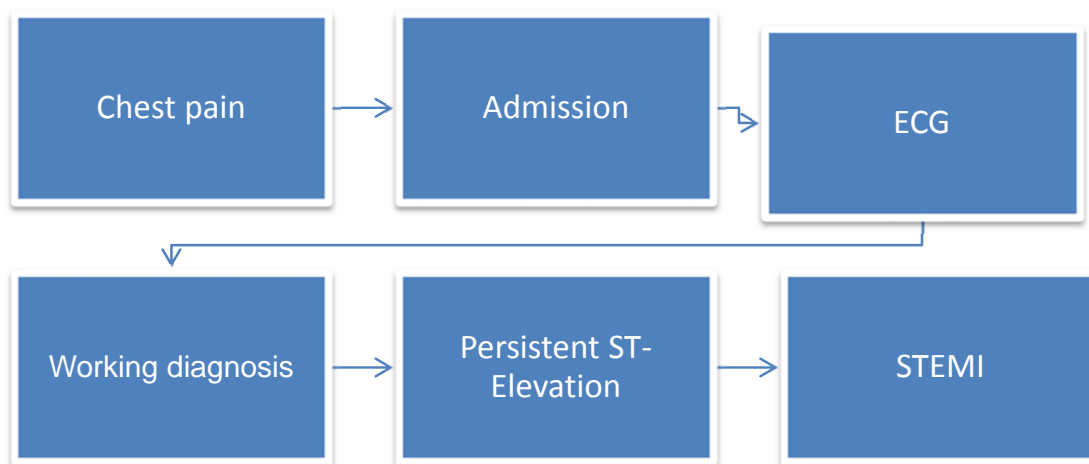 Chest pain
Admission
ECG
Working diagnosis
Persistent ST-
Elevation
STEMI